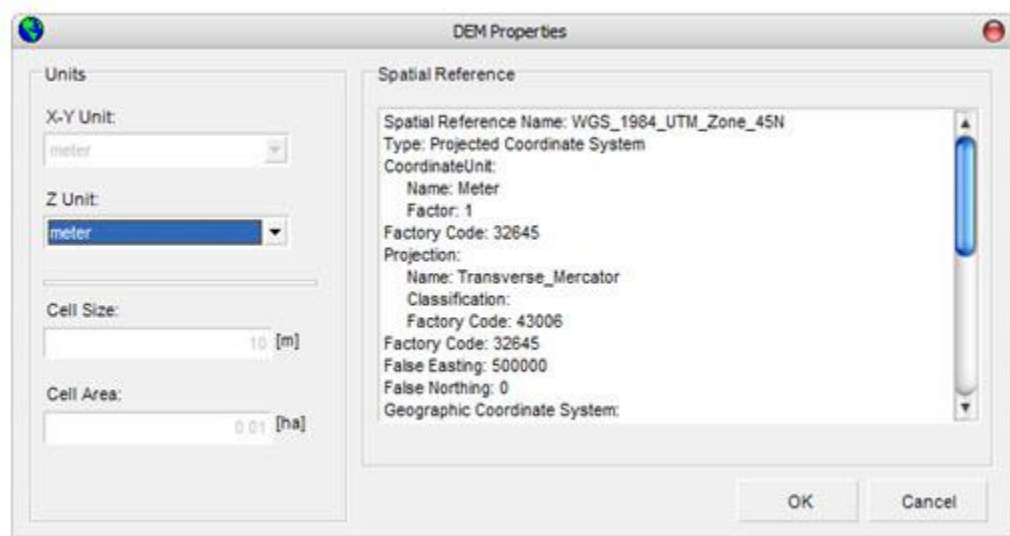 DEM Properties
Units
X-Y Unit:
meter
Z Unit:
meter
Cell Size:
10 [m]
Cell Area:
0.01 [ha]
Spatial Reference
Spatial Reference Name: WGS_1984_UTM_Zone_45N
Type: Projected Coordinate System
CoordinateUnit:
Name: Meter
Factor: 1
Factory Code: 32645
Projection:
Name: Transverse_Mercator
Classification:
Factory Code: 43006
Factory Code: 32645
False Easting: 500000
False Northing: 0
Geographic Coordinate System:
OK Cancel